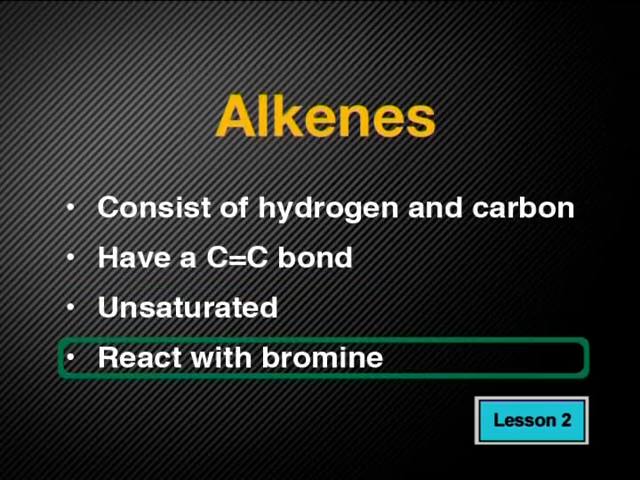 Alkenes
• Consist of hydrogen and carbon
• Have a C=C bond
• Unsaturated
• React with bromine
Lesson 2